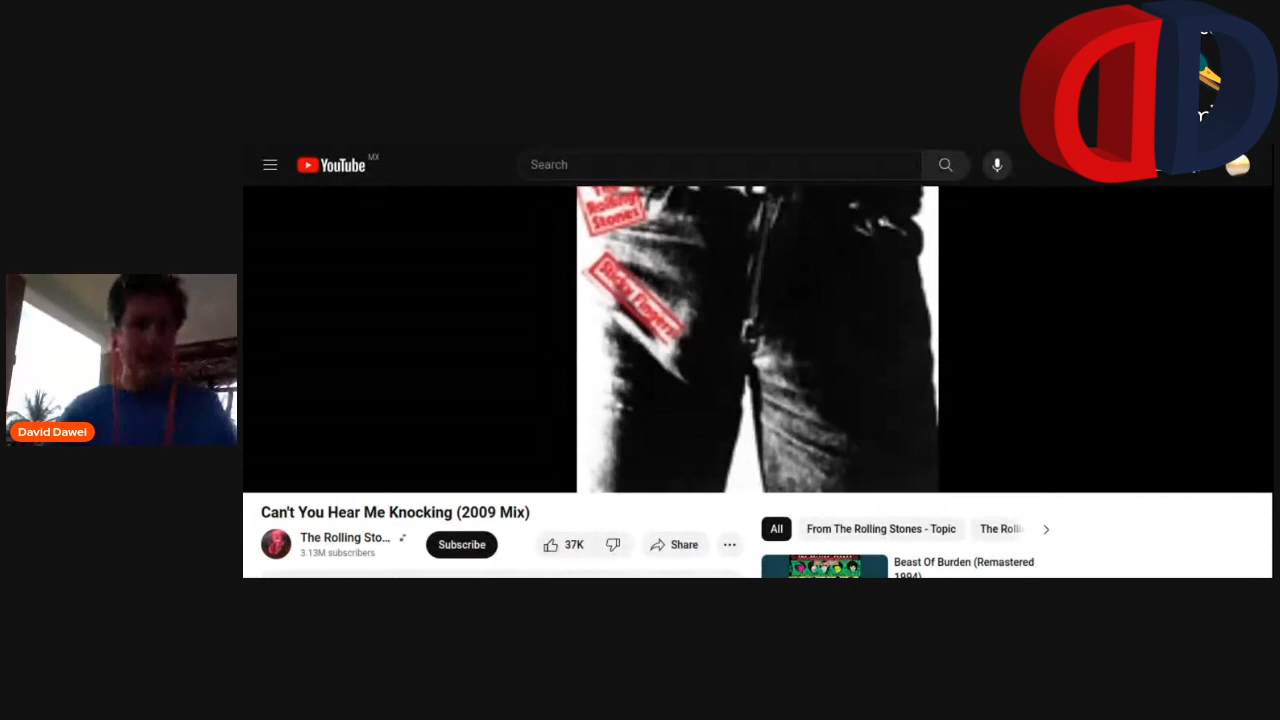 YouTube
MX
Search
Rolling
Stones
Sticky Fingers
David Dawei
Can't You Hear Me Knocking (2009 Mix)
The Rolling Sto...
3.13M subscribers
Subscribe
37K
Share
All
From The Rolling Stones - Topic
The Rolli
Beast Of Burden (Remastered
1994)
DD